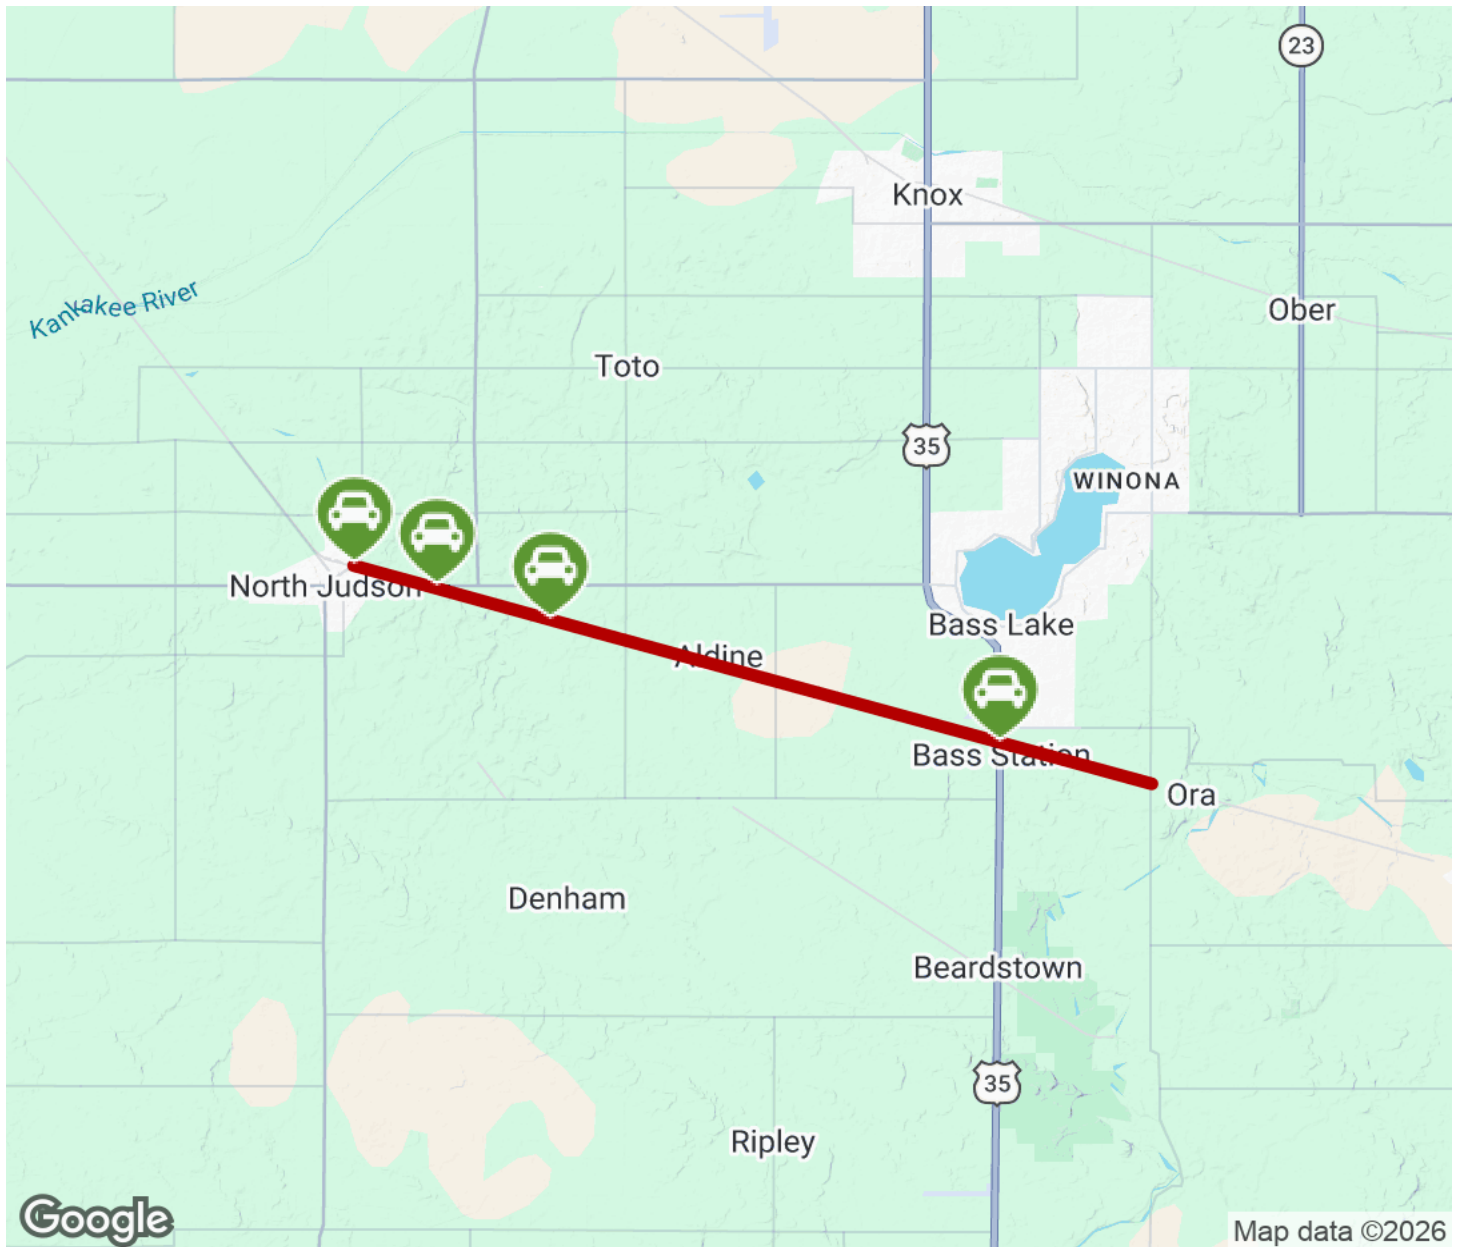 23
Knox
Kankakee River
Ober
Toto
35
WINONA
North Judson
Bass Lake
Aldine
Bass Station
Ora
Denham
Beardstown
35
Ripley
Google
Map data ©2026